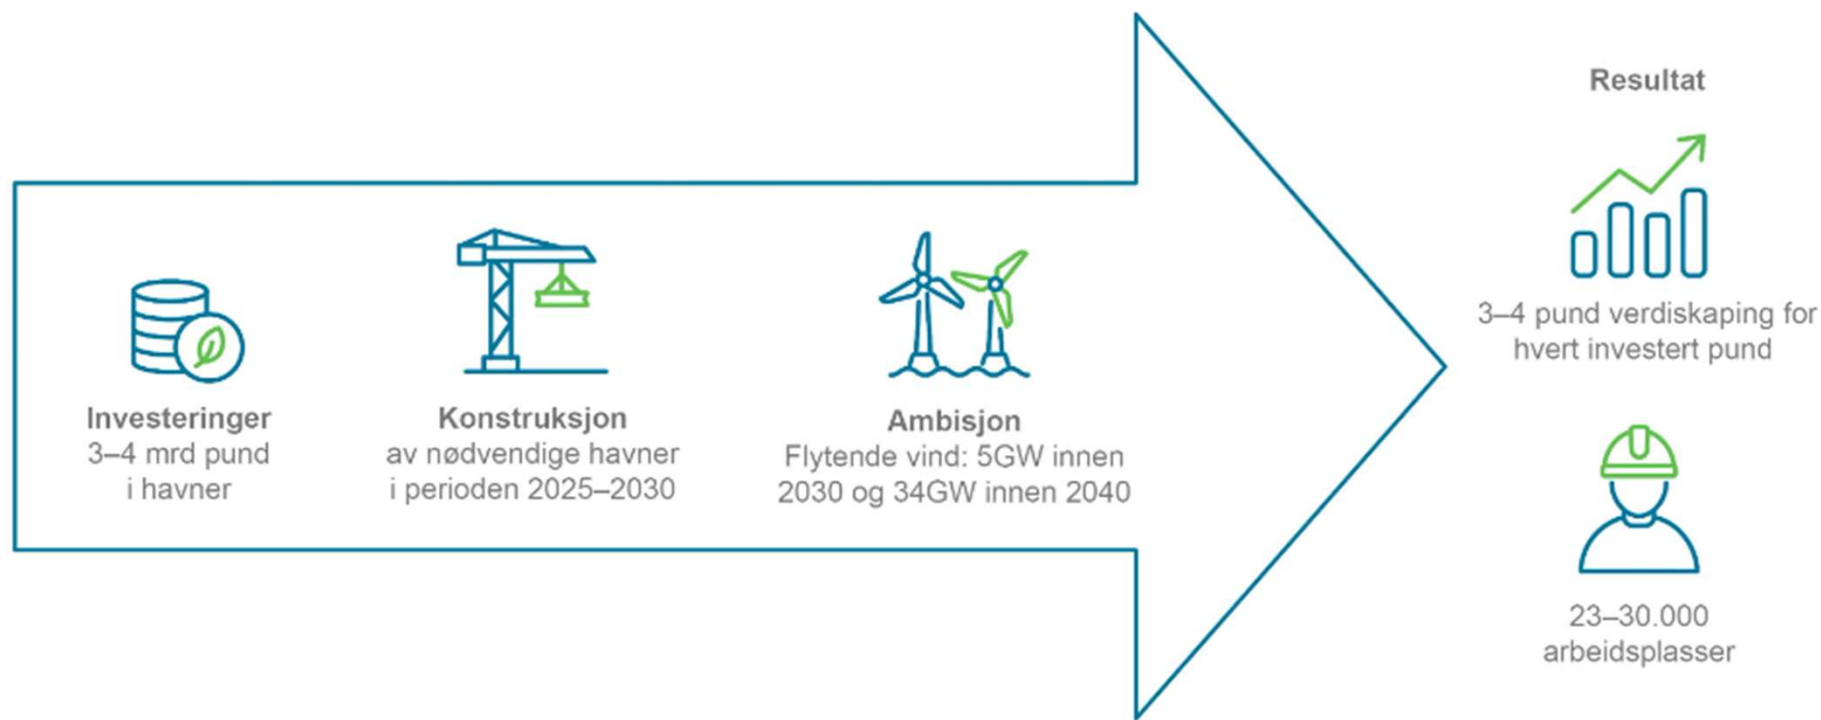 Investeringer
3–4 mrd pund
i havner
Konstruksjon
av nødvendige havner
i perioden 2025–2030
Ambisjon
Flytende vind: 5GW innen
2030 og 34GW innen 2040
Resultat
3–4 pund verdiskaping for
hvert investert pund
23–30.000
arbeidsplasser